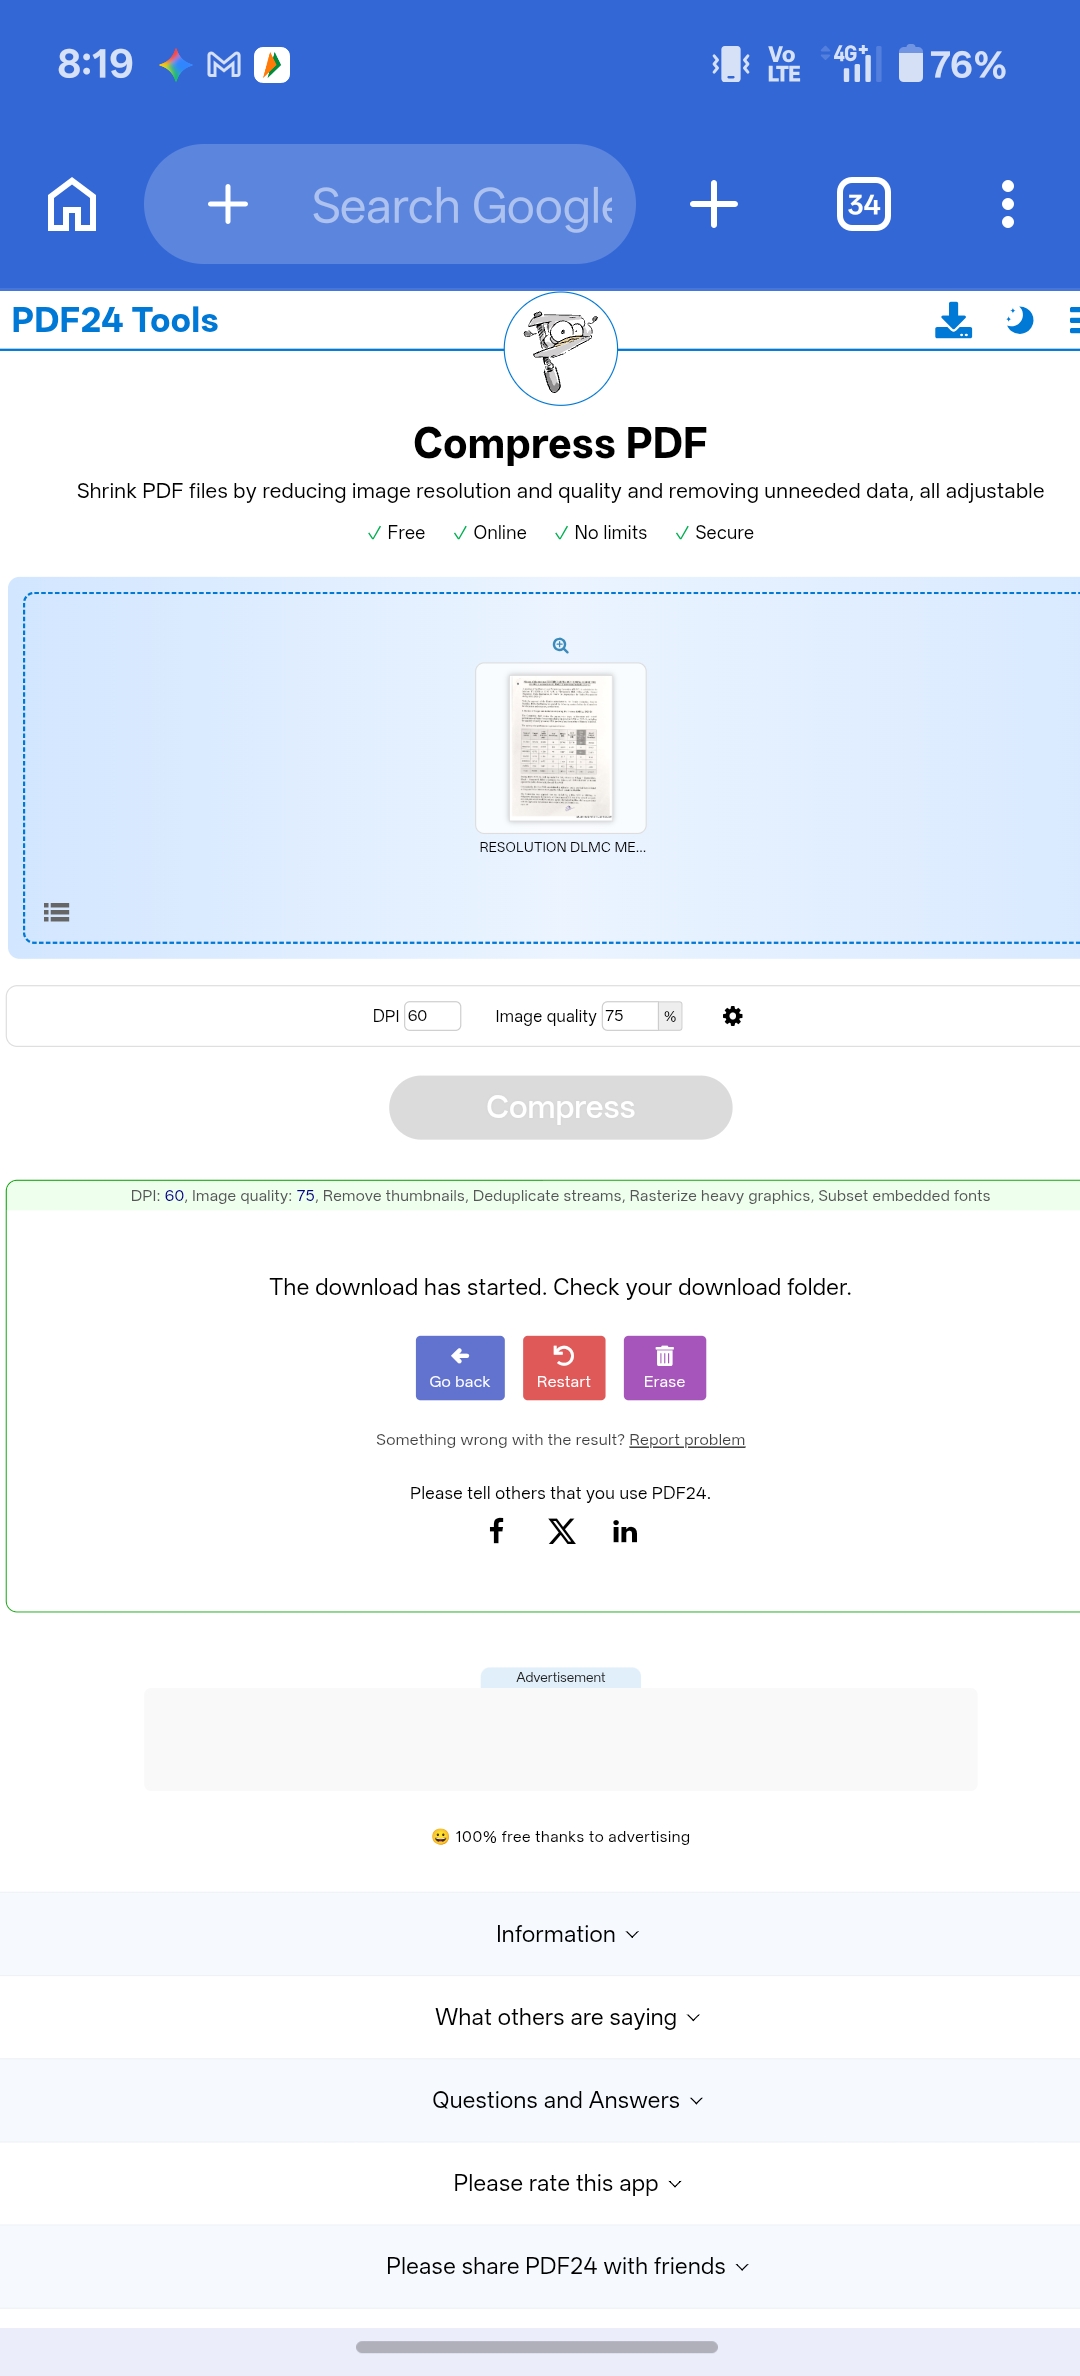 8:19
Vo
LTE
4G+
76%
Search Google
34
PDF24 Tools
Compress PDF
Shrink PDF files by reducing image resolution and quality and removing unneeded data, all adjustable
Free
Online
No limits
Secure
RESOLUTION DLMC ME...
DPI 60
Image quality 75 %
Compress
DPI: 60, Image quality: 75, Remove thumbnails, Deduplicate streams, Rasterize heavy graphics, Subset embedded fonts
The download has started. Check your download folder.
Go back
Restart
Erase
Something wrong with the result? Report problem
Please tell others that you use PDF24.
Advertisement
😀 100% free thanks to advertising
Information
What others are saying
Questions and Answers
Please rate this app
Please share PDF24 with friends